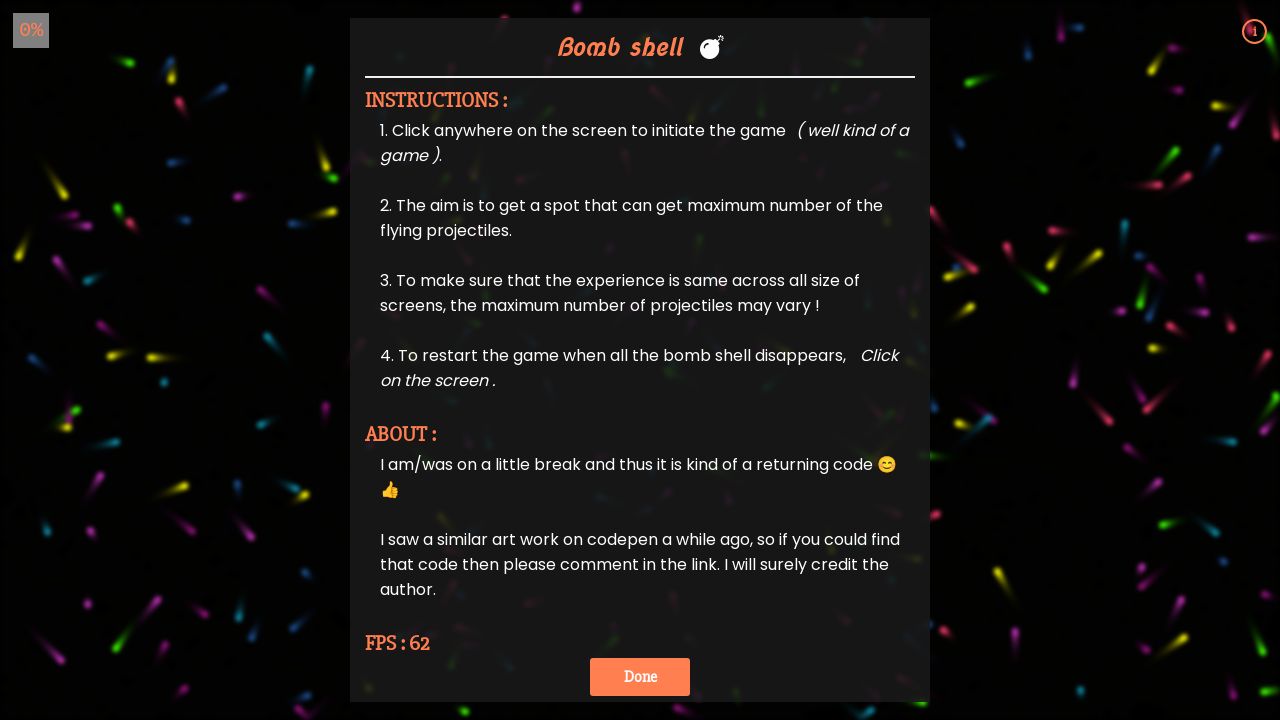 0%
i
Bomb shell 💣
INSTRUCTIONS :
1. Click anywhere on the screen to initiate the game ( well kind of a
game ).
2. The aim is to get a spot that can get maximum number of the
flying projectiles.
3. To make sure that the experience is same across all size of
screens, the maximum number of projectiles may vary !
4. To restart the game when all the bomb shell disappears, Click
on the screen .
ABOUT :
I am/was on a little break and thus it is kind of a returning code 😊
👍
I saw a similar art work on codepen a while ago, so if you could find
that code then please comment in the link. I will surely credit the
author.
FPS : 62
Done